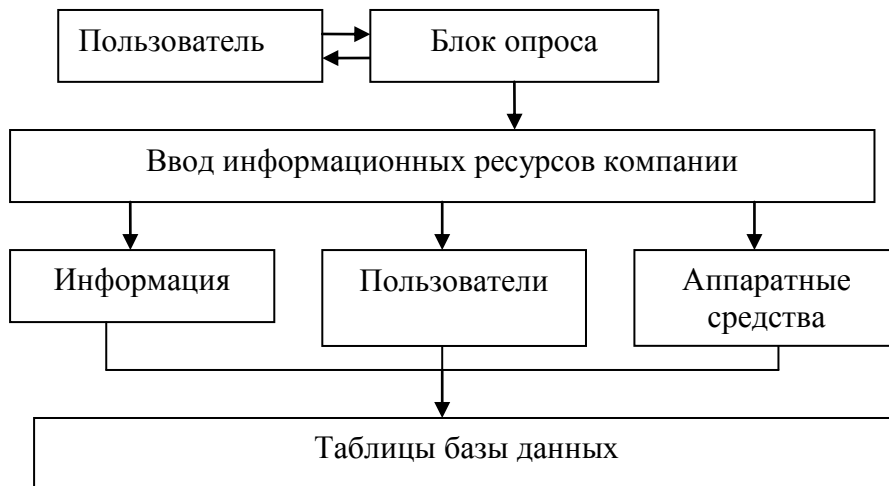 Пользователь
Блок опроса
Ввод информационных ресурсов компании
Информация
Пользователи
Аппаратные
средства
Таблицы базы данных